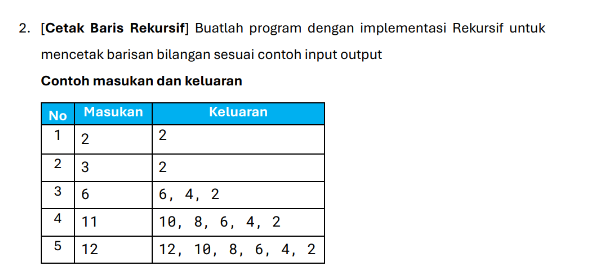 2. [Cetak Baris Rekursif] Buatlah program dengan implementasi Rekursif untuk
mencetak barisan bilangan sesuai contoh input output
Contoh masukan dan keluaran
No Masukan Keluaran
1 2 2
2 3 2
3 6 6, 4, 2
4 11 10, 8, 6, 4, 2
5 12 12, 10, 8, 6, 4, 2